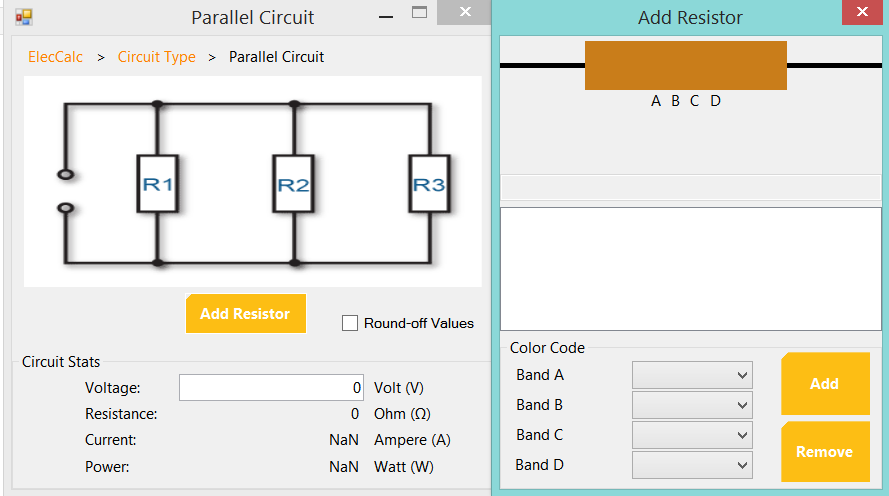 Parallel Circuit
ElecCalc > Circuit Type > Parallel Circuit
R1 R2 R3
Add Resistor
Round-off Values
Circuit Stats
Voltage: 0 Volt (V)
Resistance: 0 Ohm (Ω)
Current: NaN Ampere (A)
Power: NaN Watt (W)
Add Resistor
A B C D
Color Code
Band A
Band B
Band C
Band D
Add
Remove